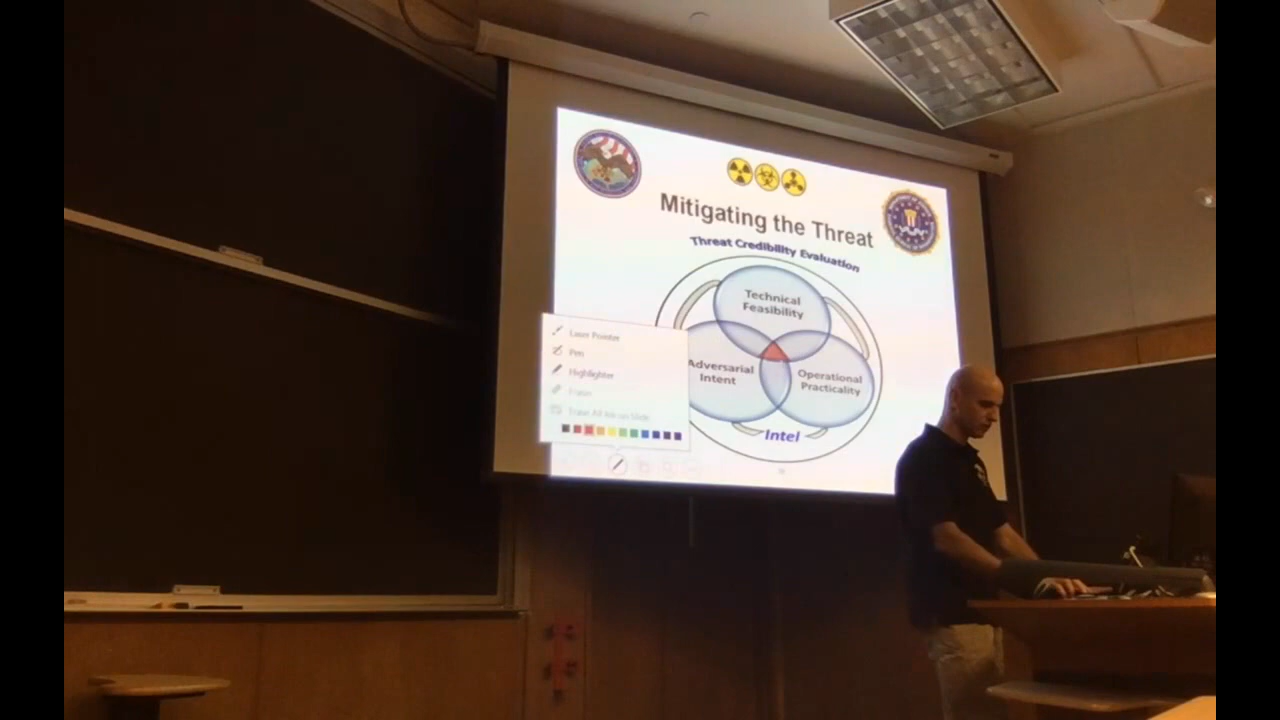 Mitigating the Threat
Threat Credibility Evaluation
Technical
Feasibility
Adversarial
Intent
Operational
Practicality
Intel
Laser Pointer
Pen
Highlighter
Eraser
Erase All Ink on Slide